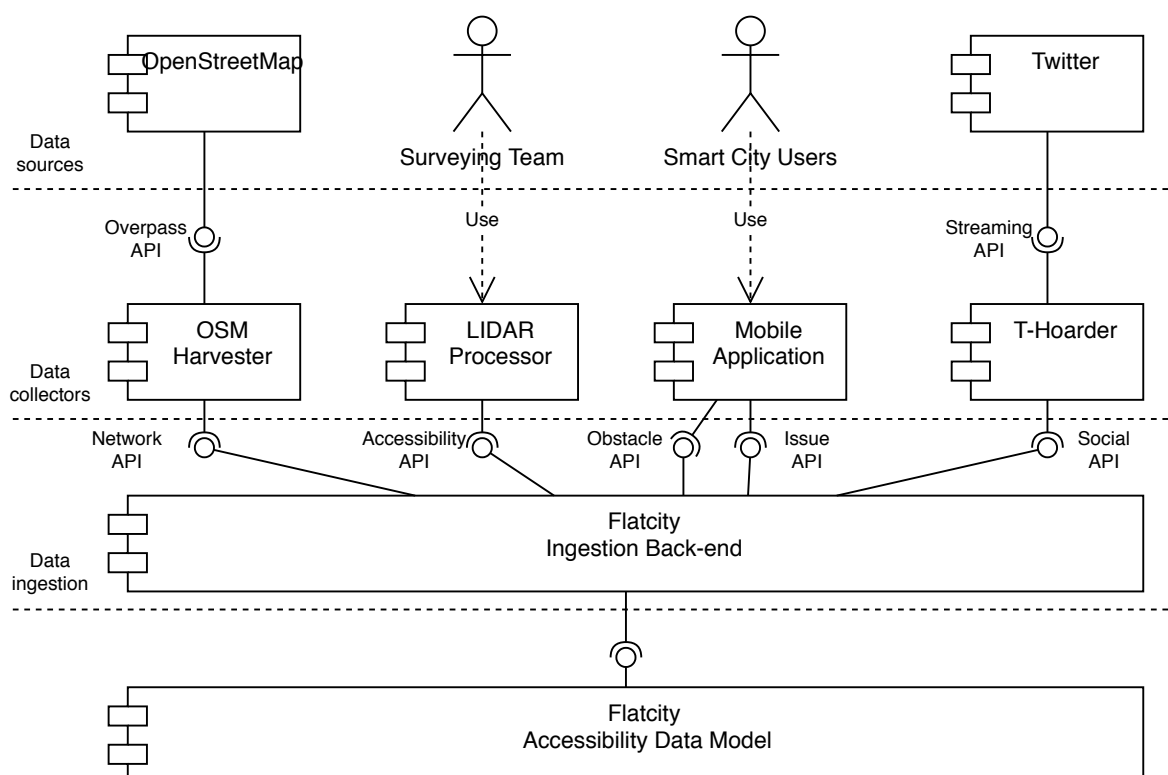 OpenStreetMap
Twitter
Data
sources
Surveying Team
Smart City Users
Overpass
API
Use
Use
Streaming
API
OSM
Harvester
LIDAR
Processor
Mobile
Application
T-Hoarder
Data
collectors
Network
API
Accessibility
API
Obstacle
API
Issue
API
Social
API
Flatcity
Ingestion Back-end
Data
ingestion
Flatcity
Accessibility Data Model